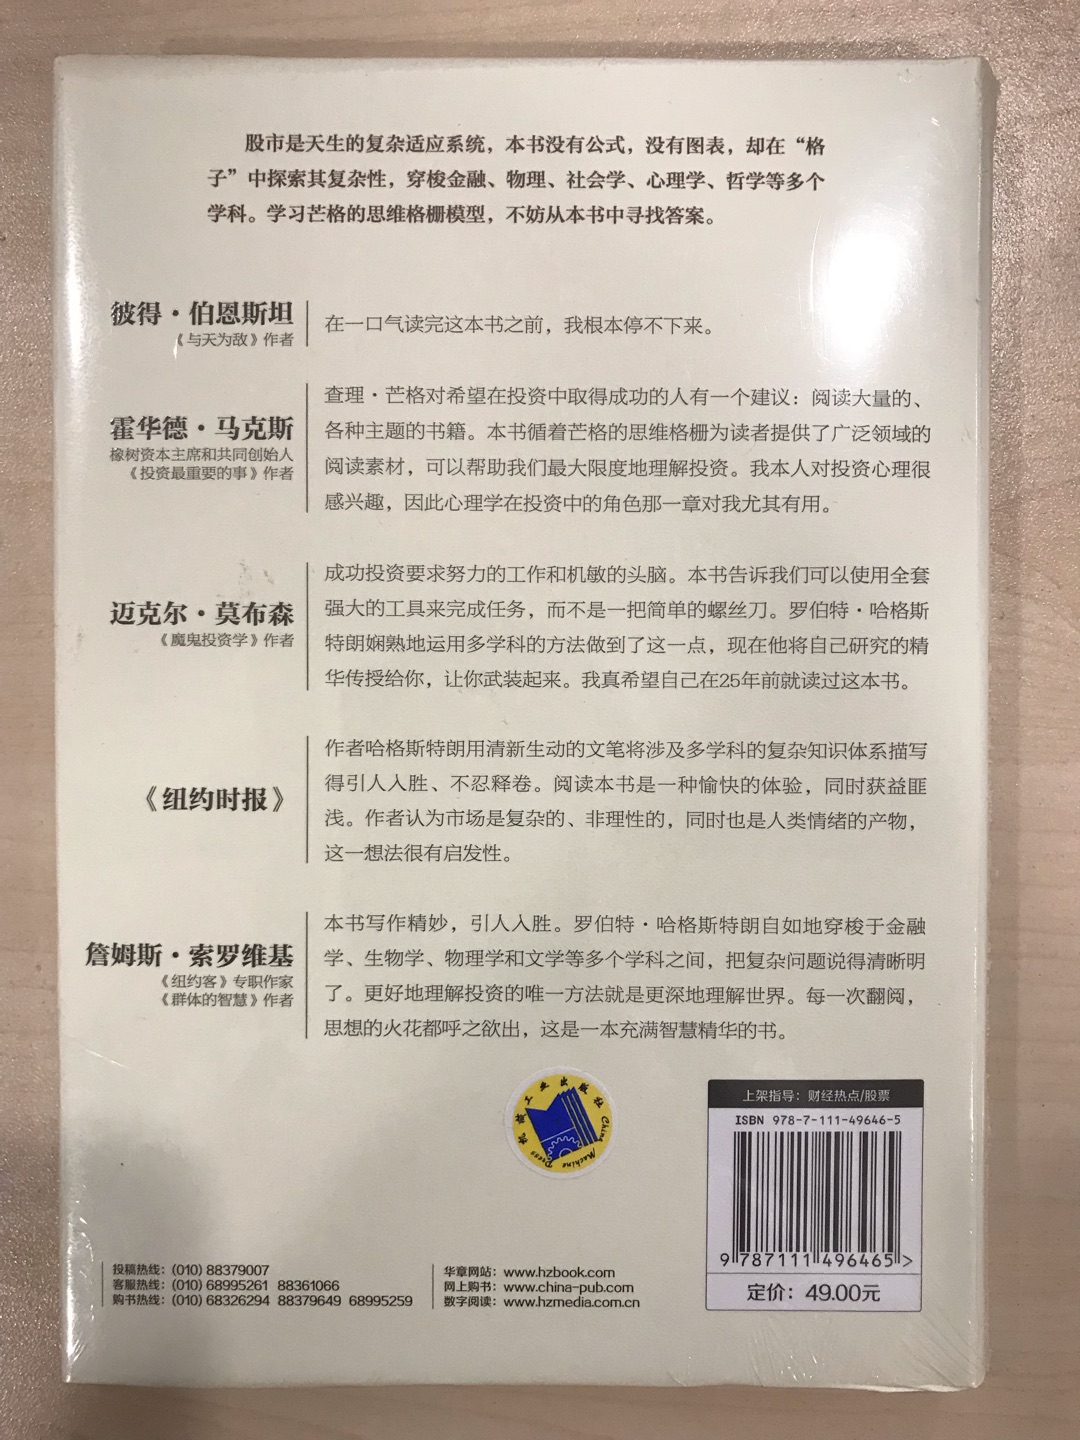 股市是天生的复杂适应系统，本书没有公式，没有图表，却在“格
子”中探索其复杂性，穿梭金融、物理、社会学、心理学、哲学等多个
学科。学习芒格的思维格栅模型，不妨从本书中寻找答案。
彼得·伯恩斯坦
《与天为敌》作者
在一口气读完这本书之前，我根本停不下来。
霍华德·马克斯
橡树资本主席和共同创始人
《投资最重要的事》作者
查理·芒格对希望在投资中取得成功的人有一个建议：阅读大量的、
各种主题的书籍。本书循着芒格的思维格栅为读者提供了广泛领域的
阅读素材，可以帮助我们最大限度地理解投资。我本人对投资心理很
感兴趣，因此心理学在投资中的角色那一章对我尤其有用。
迈克尔·莫布森
《魔鬼投资学》作者
成功投资要求努力的工作和机敏的头脑。本书告诉我们可以使用全套
强大的工具来完成任务，而不是一把简单的螺丝刀。罗伯特·哈格斯
特朗娴熟地运用多学科的方法做到了这一点，现在他将自己研究的精
华传授给你，让你武装起来。我真希望自己在25年前就读过这本书。
《纽约时报》
作者哈格斯特朗用清新生动的文笔将涉及多学科的复杂知识体系描写
得引人入胜、不忍释卷。阅读本书是一种愉快的体验，同时获益匪
浅。作者认为市场是复杂的、非理性的，同时也是人类情绪的产物，
这一想法很有启发性。
詹姆斯·索罗维基
《纽约客》专职作家
《群体的智慧》作者
本书写作精妙，引人入胜。罗伯特·哈格斯特朗自如地穿梭于金融
学、生物学、物理学和文学等多个学科之间，把复杂问题说得清晰明
了。更好地理解投资的唯一方法就是更深地理解世界。每一次翻阅，
思想的火花都呼之欲出，这是一本充满智慧精华的书。
机械工业出版社
China Machine Press
上架指导：财经热点/股票
ISBN 978-7-111-49646-5
9 787111 496465 >
定价：49.00元
投稿热线：(010) 88379007
客服热线：(010) 68995261 88361066
购书热线：(010) 68326294 88379649 68995259
华章网站：www.hzbook.com
网上购书：www.china-pub.com
数字阅读：www.hzmedia.com.cn